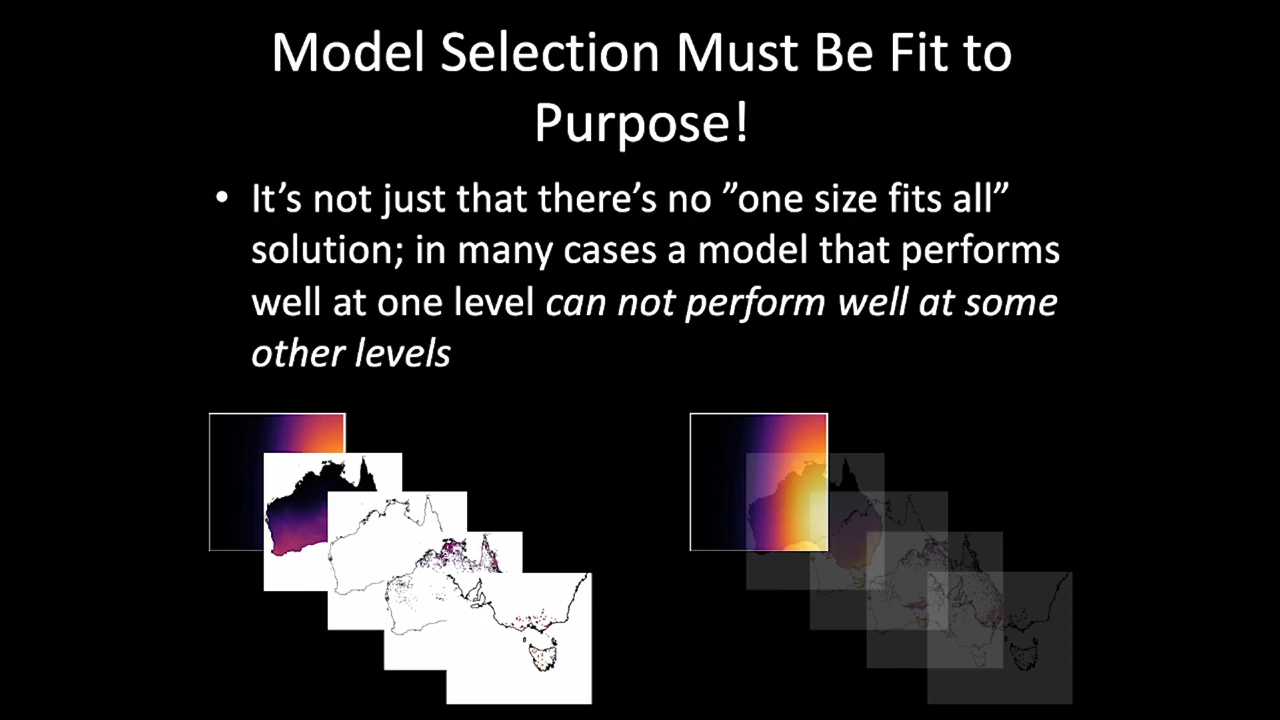 Model Selection Must Be Fit to
Purpose!
• It’s not just that there’s no ”one size fits all”
solution; in many cases a model that performs
well at one level can not perform well at some
other levels